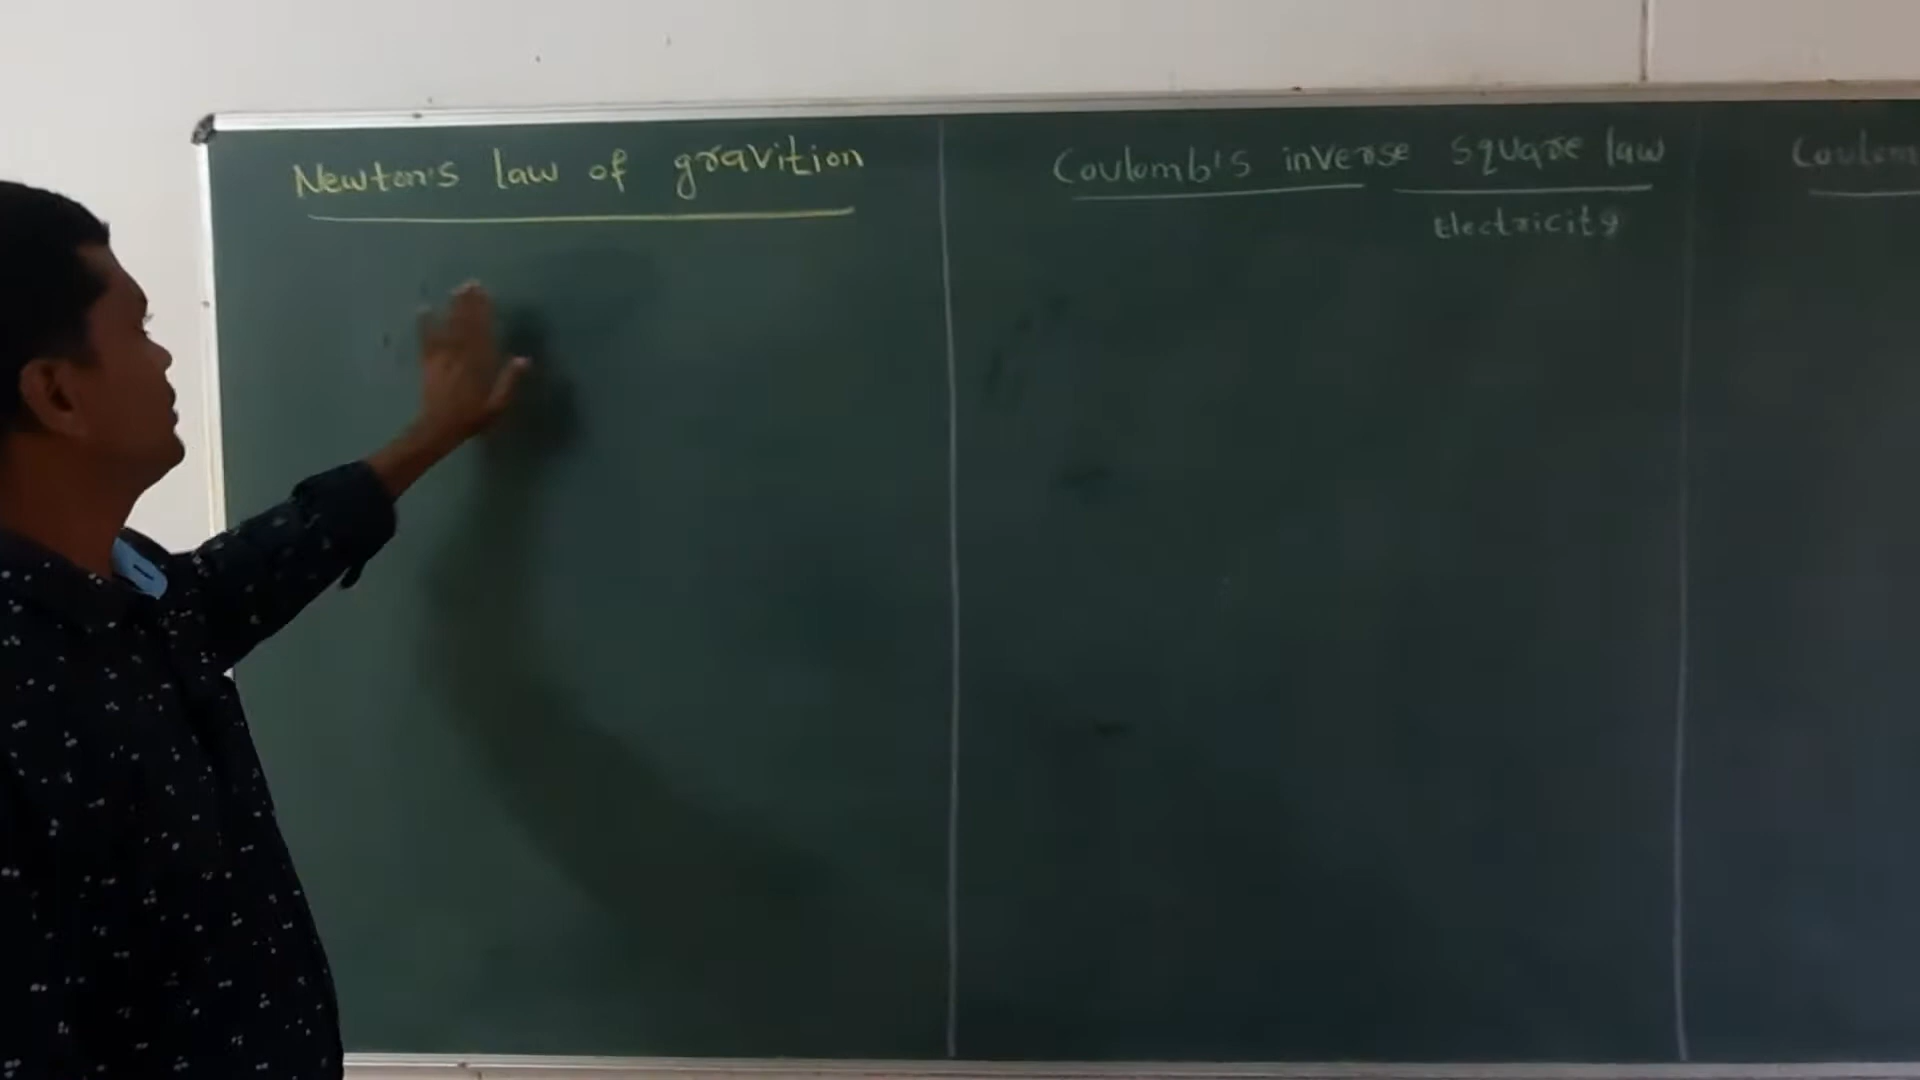 Newton's law of gravition
Coulomb's inverse square law
Electricity